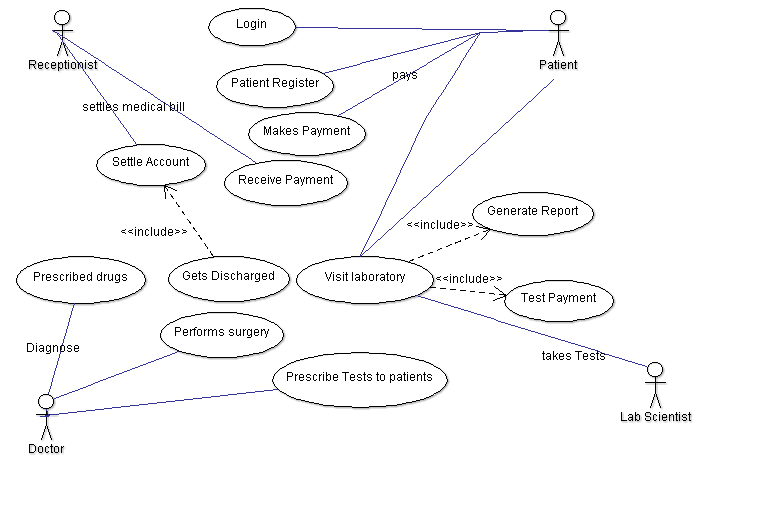 Login
Receptionist
Patient
Patient Register
pays
settles medical bill
Makes Payment
Settle Account
Receive Payment
Generate Report
<<include>>
<<include>>
Prescribed drugs
Gets Discharged
Visit laboratory
<<include>>
Test Payment
Performs surgery
Diagnose
takes Tests
Prescribe Tests to patients
Lab Scientist
Doctor